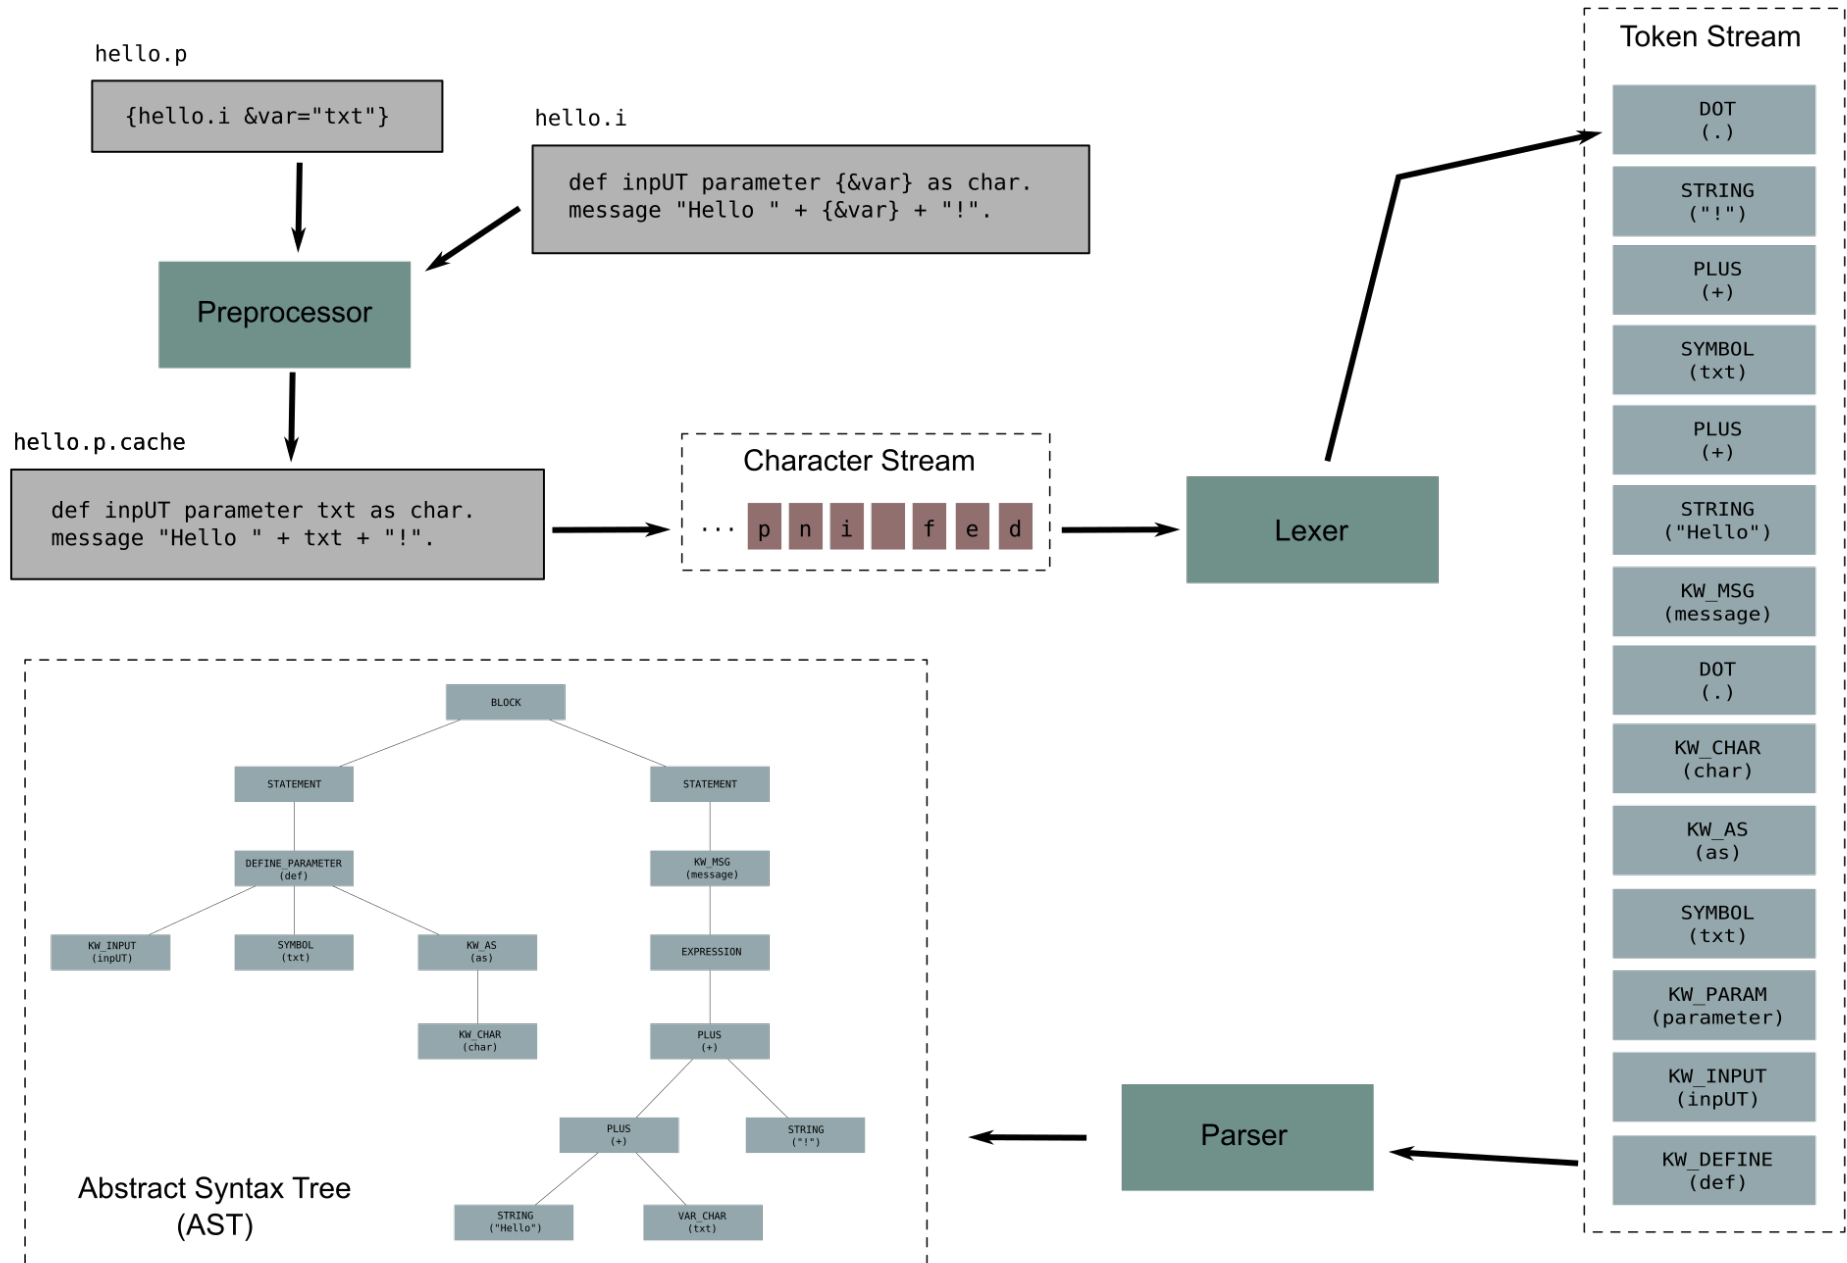 hello.p
{hello.i &var="txt"}
hello.i
def inpUT parameter {&var} as char.
message "Hello " + {&var} + "!".
Preprocessor
hello.p.cache
def inpUT parameter txt as char.
message "Hello " + txt + "!".
Character Stream
... p n i f e d
Lexer
Token Stream
DOT
(.)
STRING
("!")
PLUS
(+)
SYMBOL
(txt)
PLUS
(+)
STRING
("Hello")
KW_MSG
(message)
DOT
(.)
KW_CHAR
(char)
KW_AS
(as)
SYMBOL
(txt)
KW_PARAM
(parameter)
KW_INPUT
(inpUT)
KW_DEFINE
(def)
Parser
BLOCK
STATEMENT
STATEMENT
DEFINE_PARAMETER
(def)
KW_MSG
(message)
KW_INPUT
(inpUT)
SYMBOL
(txt)
KW_AS
(as)
EXPRESSION
KW_CHAR
(char)
PLUS
(+)
PLUS
(+)
STRING
("!")
STRING
("Hello")
VAR_CHAR
(txt)
Abstract Syntax Tree
(AST)